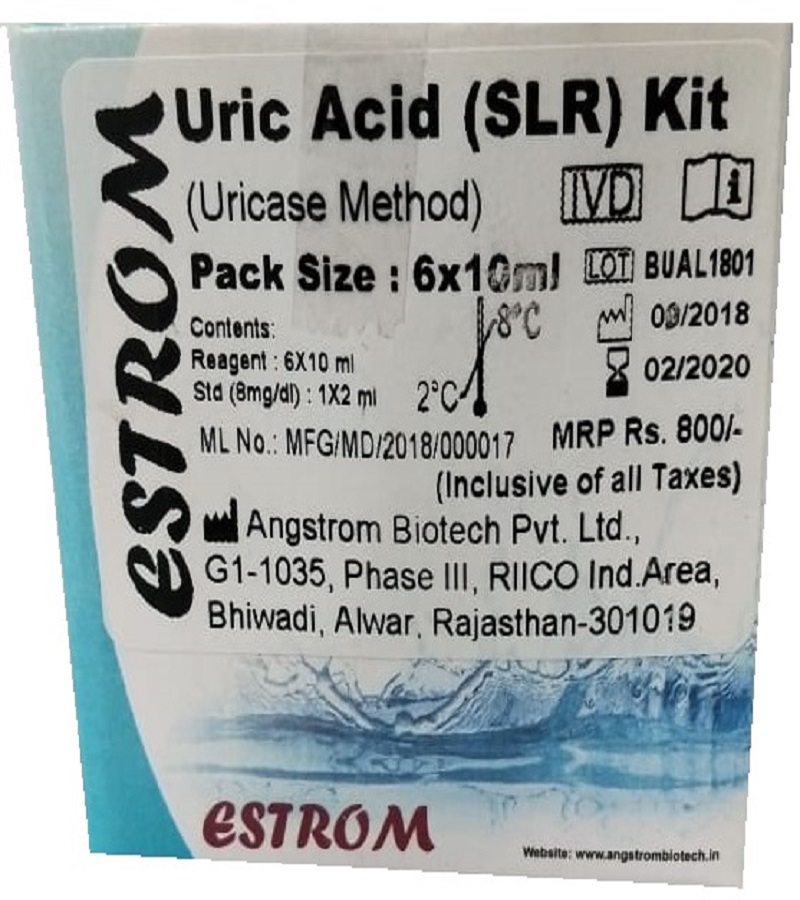 ESTROM
Uric Acid (SLR) Kit
(Uricase Method)
IVD
i
Pack Size : 6x10ml
LOT BUAL1801
Contents:
Reagent : 6X10 ml
Std (8mg/dl) : 1X2 ml
8°C
2°C
/2018
02/2020
ML No.: MFG/MD/2018/000017
MRP Rs. 800/-
(Inclusive of all Taxes)
Angstrom Biotech Pvt. Ltd.,
G1-1035, Phase III, RIICO Ind.Area,
Bhiwadi, Alwar, Rajasthan-301019
ESTROM
Website: www.angstrombiotech.in